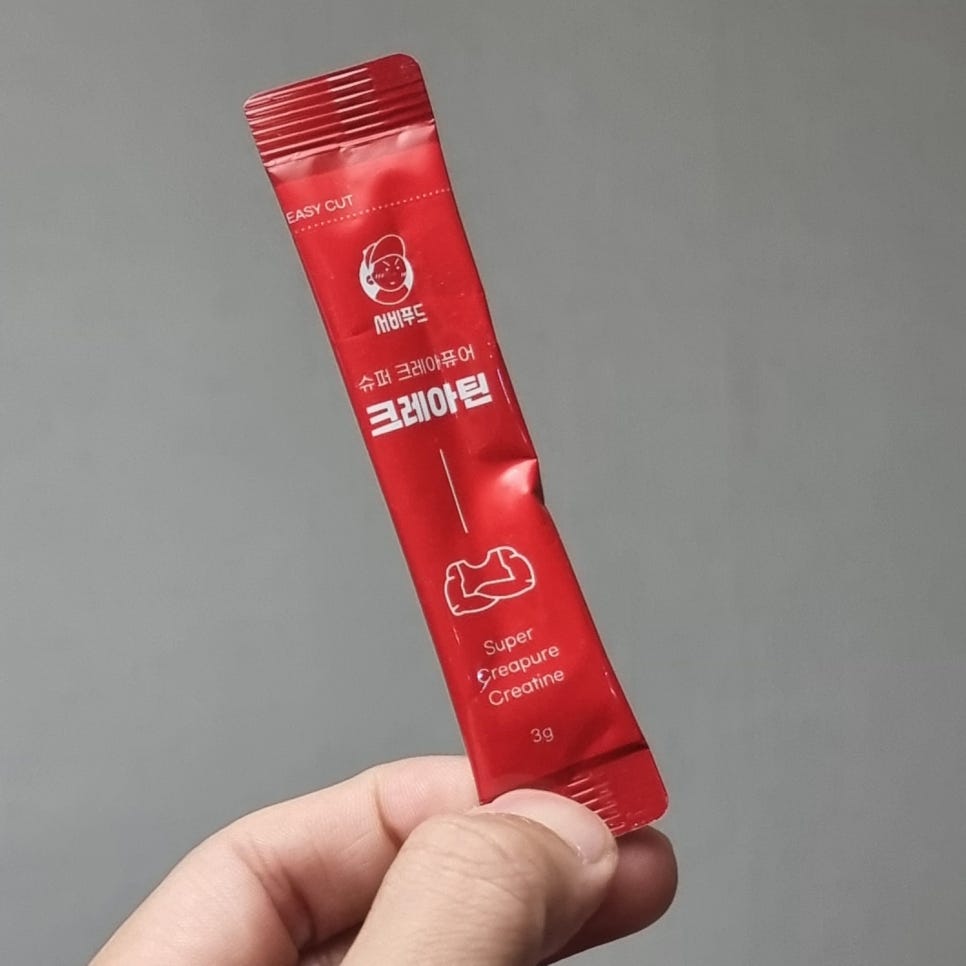 EASY CUT
서비푸드
슈퍼 크레아퓨어
크레아틴
Super
Creapure
Creatine
3g